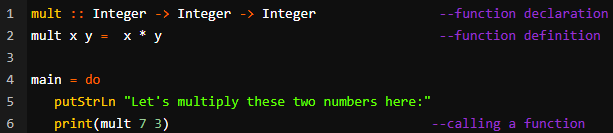 1 mult :: Integer -> Integer -> Integer --function declaration
2 mult x y =  x * y --function definition
3
4 main = do
5    putStrLn "Let's multiply these two numbers here:"
6    print(mult 7 3) --calling a function